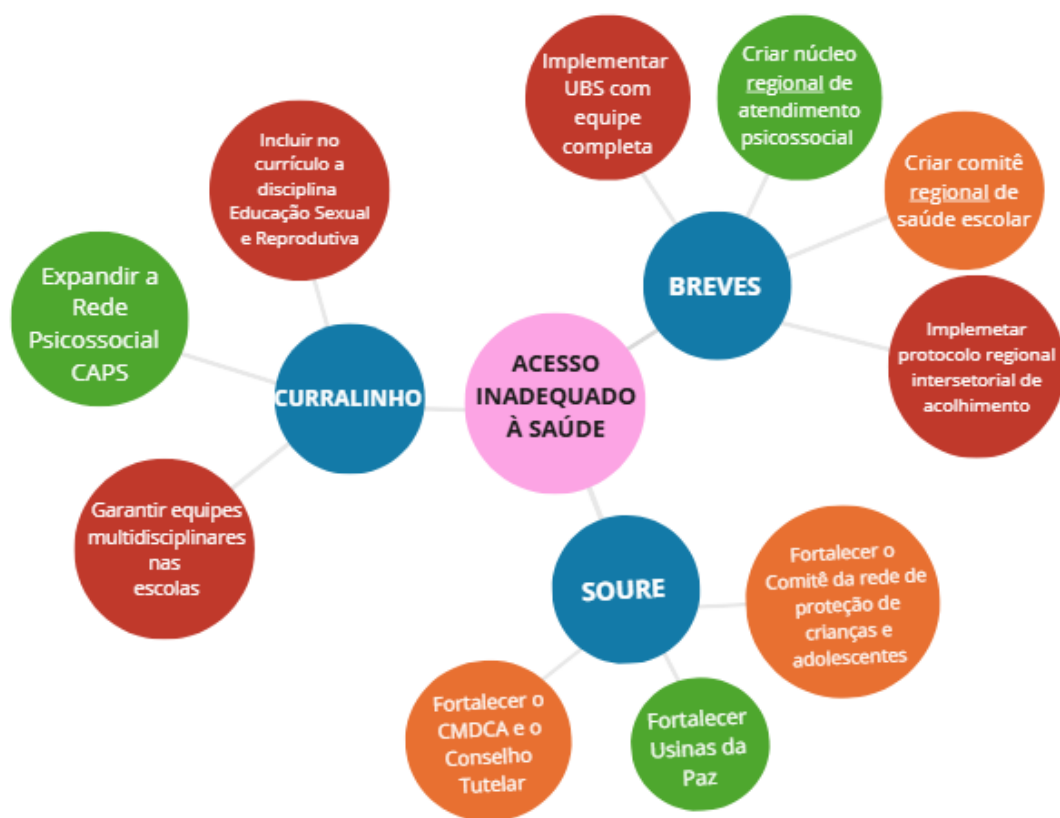 Implementar
UBS com
equipe
completa
Criar núcleo
regional de
atendimento
psicossocial
Criar comitê
regional de
saúde escolar
Implemetar
protocolo regional
intersetorial de
acolhimento
BREVES
Incluir no
currículo a
disciplina
Educação Sexual
e Reprodutiva
Expandir a
Rede
Psicossocial
CAPS
CURRALINHO
Garantir equipes
multidisciplinares
nas
escolas
ACESSO
INADEQUADO
À SAÚDE
SOURE
Fortalecer o
Comitê da rede de
proteção de
crianças e
adolescentes
Fortalecer o
CMDCA e o
Conselho
Tutelar
Fortalecer
Usinas da
Paz